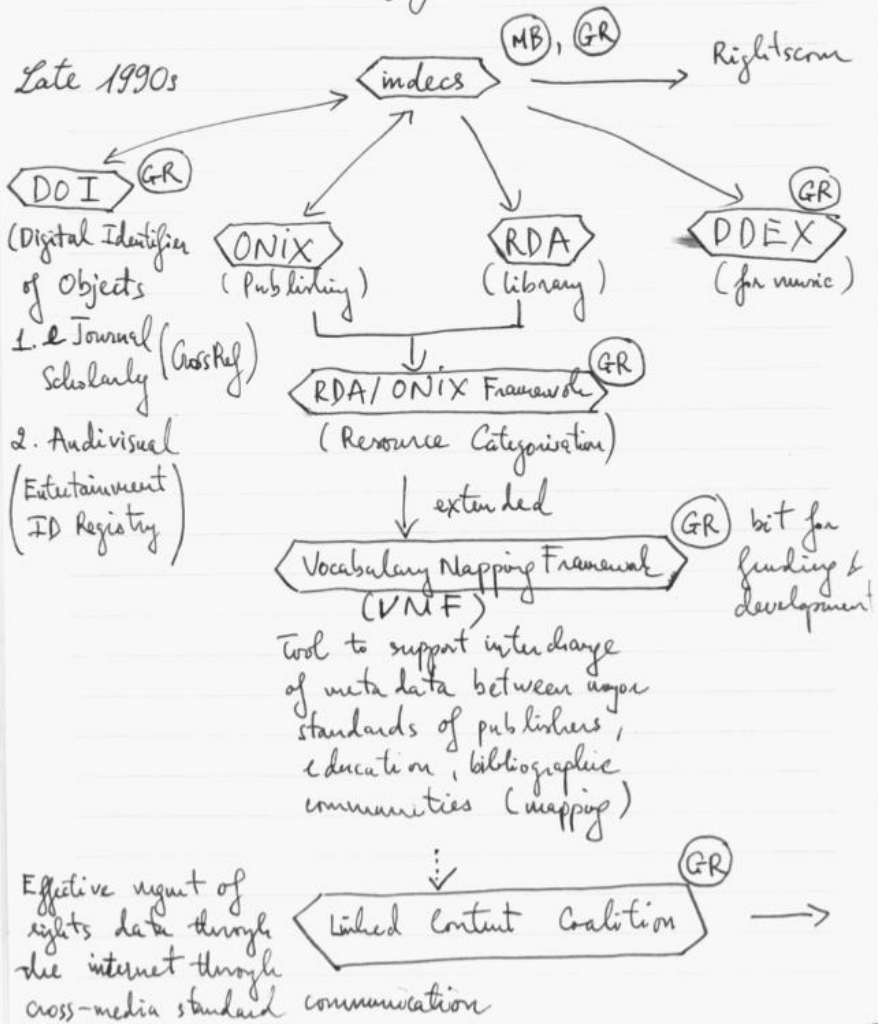 MB, GR
Rightscom
Late 1990s
indecs
DOI GR
GR
ONIX
RDA
DDEX
(Digital Identifier
of Objects
(Publishing)
(library)
(for music)
1. e Journal
Scholarly (CrossRef)
GR
RDA/ONIX Framework
(Resource Categorisation)
2. Audivisual
(Entertainment
ID Registry)
extended
GR bit for
funding &
development
Vocabulary Mapping Framework
(VMF)
Tool to support interchange
of meta data between major
standards of publishers,
education, bibliographic
communities (mapping)
GR
Linked Content Coalition
Effective mgmt of
rights data through
the internet through
cross-media standard communication